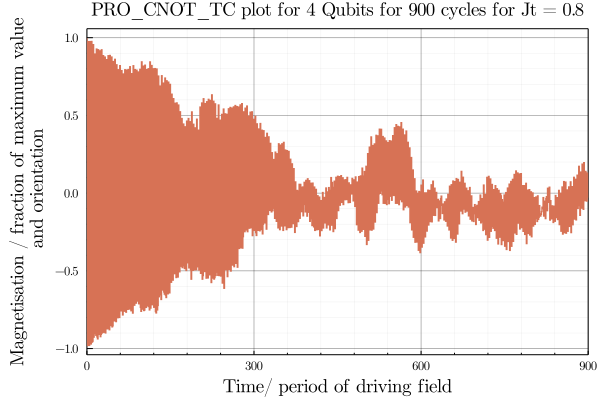 PRO_CNOT_TC plot for 4 Qubits for 900 cycles for Jt = 0.8
Magnetisation / fraction of maximum value
and orientation
1.0
0.5
0.0
−0.5
−1.0
0
300
600
900
Time/ period of driving field